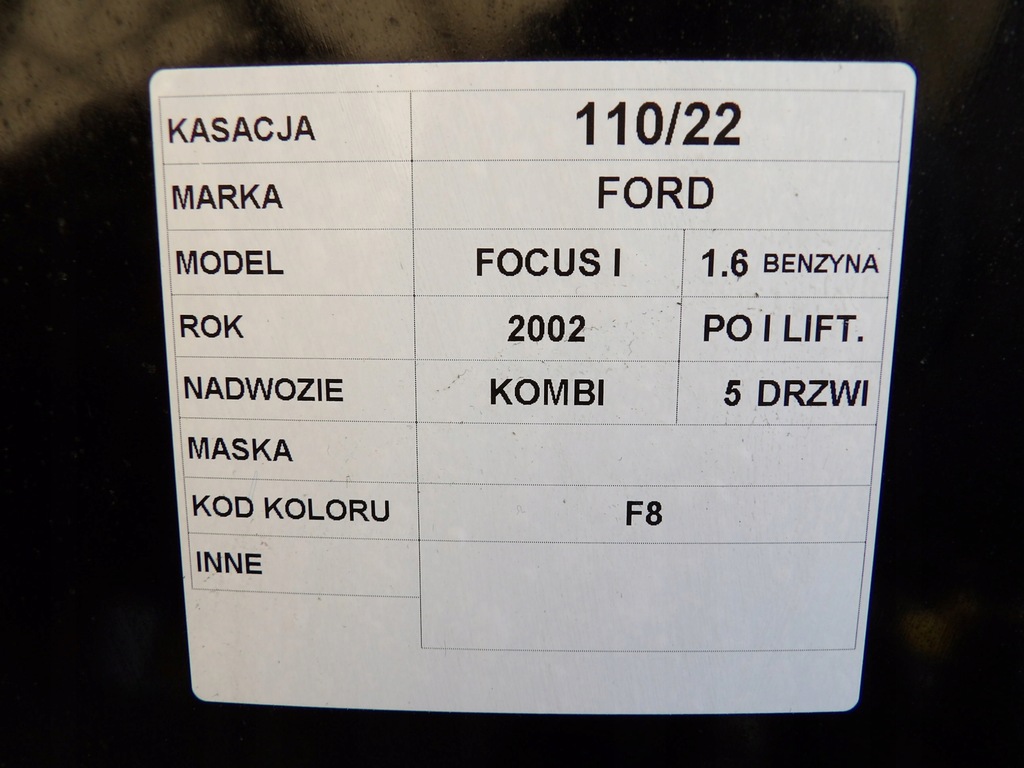 KASACJA 110/22
MARKA FORD
MODEL FOCUS I 1.6 BENZYNA
ROK 2002 PO I LIFT.
NADWOZIE KOMBI 5 DRZWI
MASKA
KOD KOLORU F8
INNE